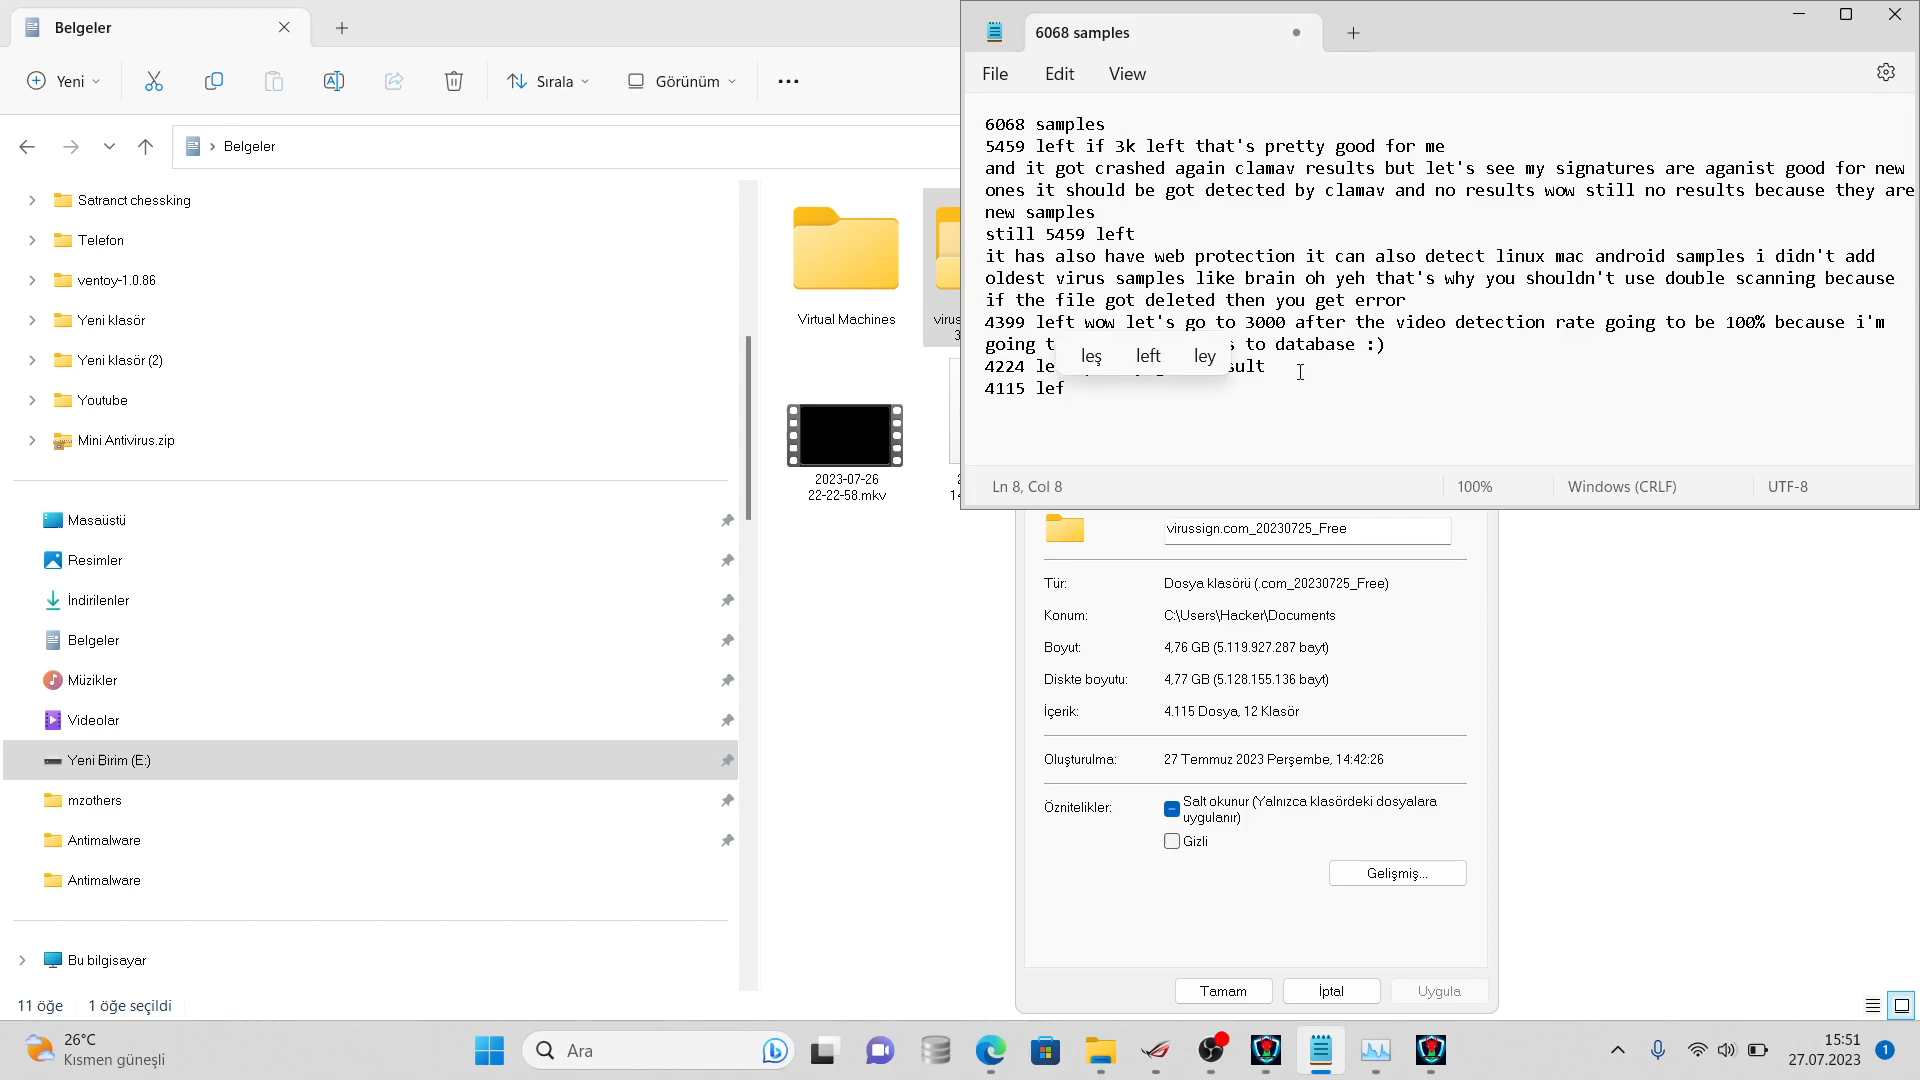 Belgeler
6068 samples
File Edit View
Yeni
Sırala
Görünüm
Belgeler
6068 samples
5459 left if 3k left that's pretty good for me
and it got crashed again clamav results but let's see my signatures are aganist good for new
ones it should be got detected by clamav and no results wow still no results because they are
new samples
still 5459 left
it has also have web protection it can also detect linux mac android samples i didn't add
oldest virus samples like brain oh yeh that's why you shouldn't use double scanning because
if the file got deleted then you get error
4399 left wow let's go to 3000 after the video detection rate going to be 100% because i'm
going t s to database :)
4224 le sult
4115 lef
leş left ley
Ln 8, Col 8
100%
Windows (CRLF)
UTF-8
Satranct chessking
Telefon
ventoy-1.0.86
Yeni klasör
Yeni klasör (2)
Youtube
Mini Antivirus.zip
Masaüstü
Resimler
İndirilenler
Belgeler
Müzikler
Videolar
Yeni Birim (E:)
mzothers
Antimalware
Antimalware
Bu bilgisayar
11 öğe 1 öğe seçildi
Virtual Machines
virus
3
2023-07-26
22-22-58.mkv
2
14
virussign.com_20230725_Free
Tür: Dosya klasörü (.com_20230725_Free)
Konum: C:\Users\Hacker\Documents
Boyut: 4,76 GB (5.119.927.287 bayt)
Diskte boyutu: 4,77 GB (5.128.155.136 bayt)
İçerik: 4.115 Dosya, 12 Klasör
Oluşturulma: 27 Temmuz 2023 Perşembe, 14:42:26
Öznitelikler: Salt okunur (Yalnızca klasördeki dosyalara
uygulanır)
Gizli
Gelişmiş...
Tamam İptal Uygula
26°C
Kısmen güneşli
Ara
15:51
27.07.2023
1